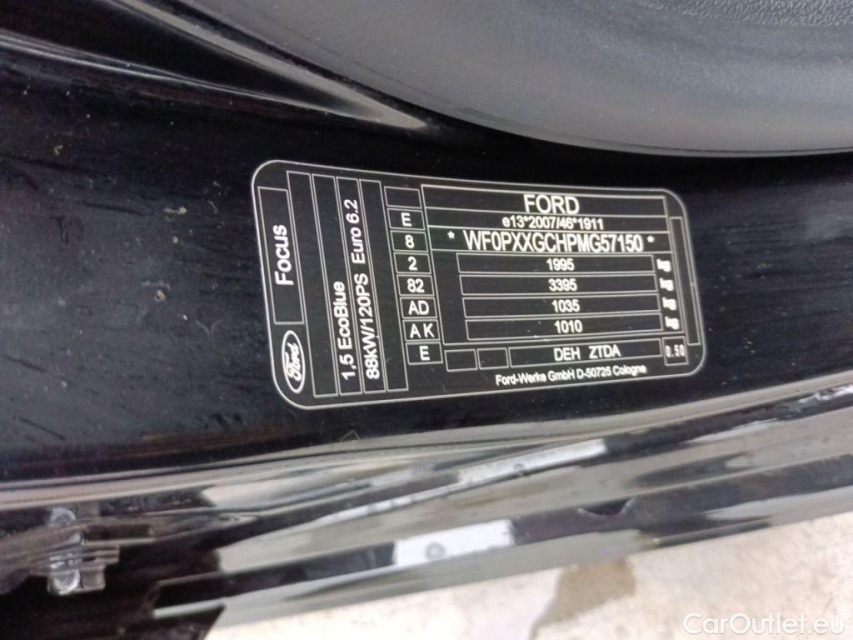 Ford
Focus
1,5 EcoBlue
88kW/120PS Euro 6.2
E
8
2
82
AD
A K
E
FORD
e13*2007/46*1911
* WF0PXXGCHPMG57150 *
1995 kg
3395 kg
1035 kg
1010 kg
DEH ZTDA 0.50
Ford-Werke GmbH D-50725 Cologne
CarOutlet.eu